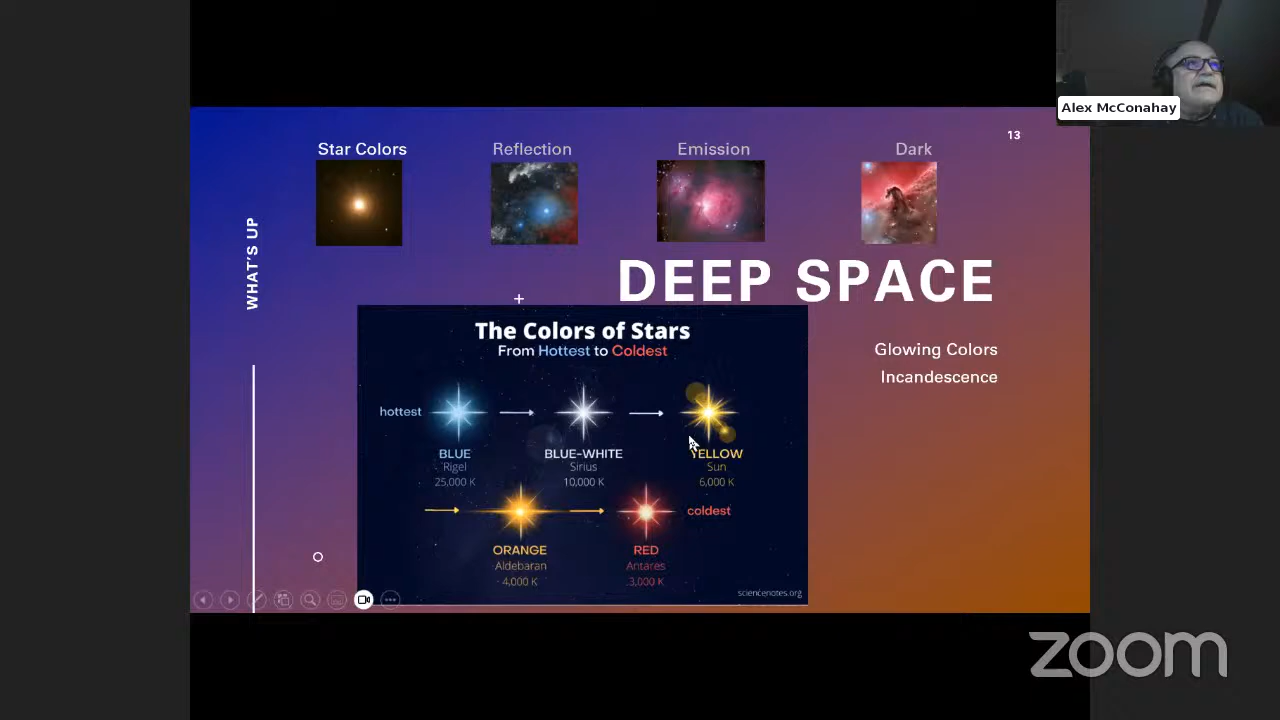 Alex McConahay
13
Star Colors
Reflection
Emission
Dark
WHAT'S UP
DEEP SPACE
The Colors of Stars
From Hottest to Coldest
Glowing Colors
Incandescence
hottest
BLUE
Rigel
25,000 K
BLUE-WHITE
Sirius
10,000 K
YELLOW
Sun
6,000 K
coldest
ORANGE
Aldebaran
4,000 K
RED
Antares
3,000 K
sciencenotes.org
zoom